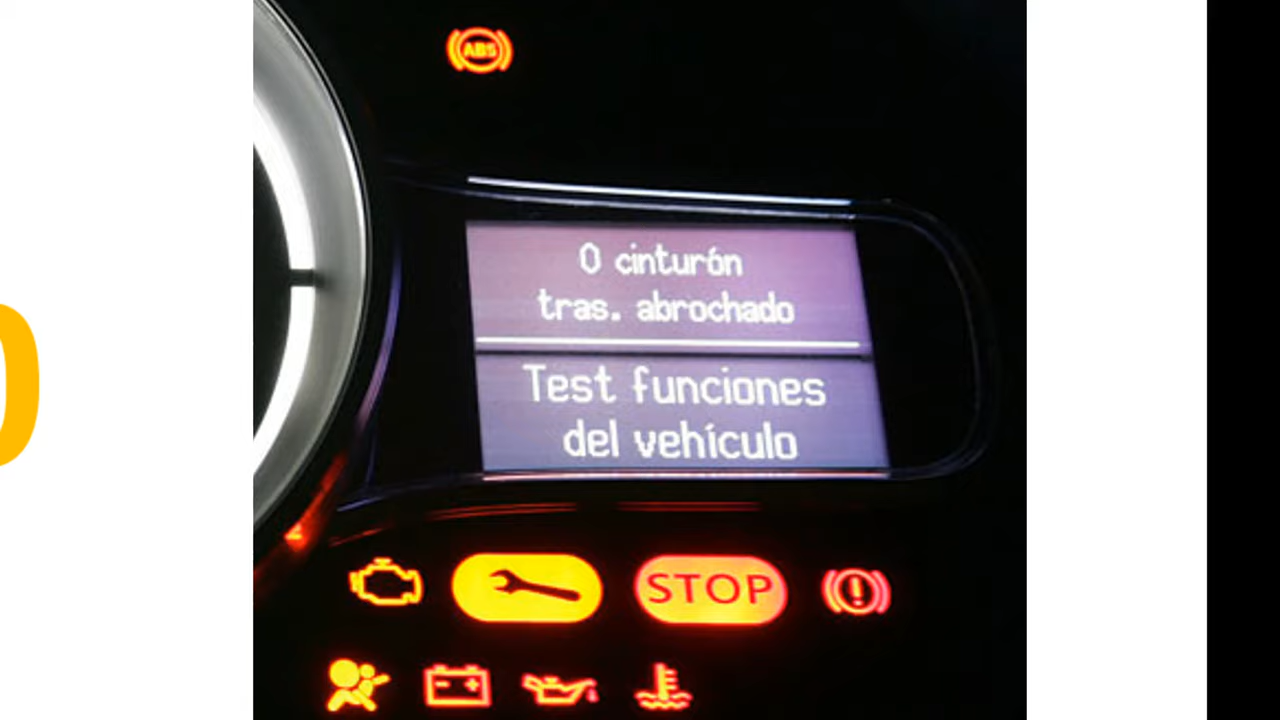 ABS
0 cinturón
tras. abrochado
Test funciones
del vehículo
STOP